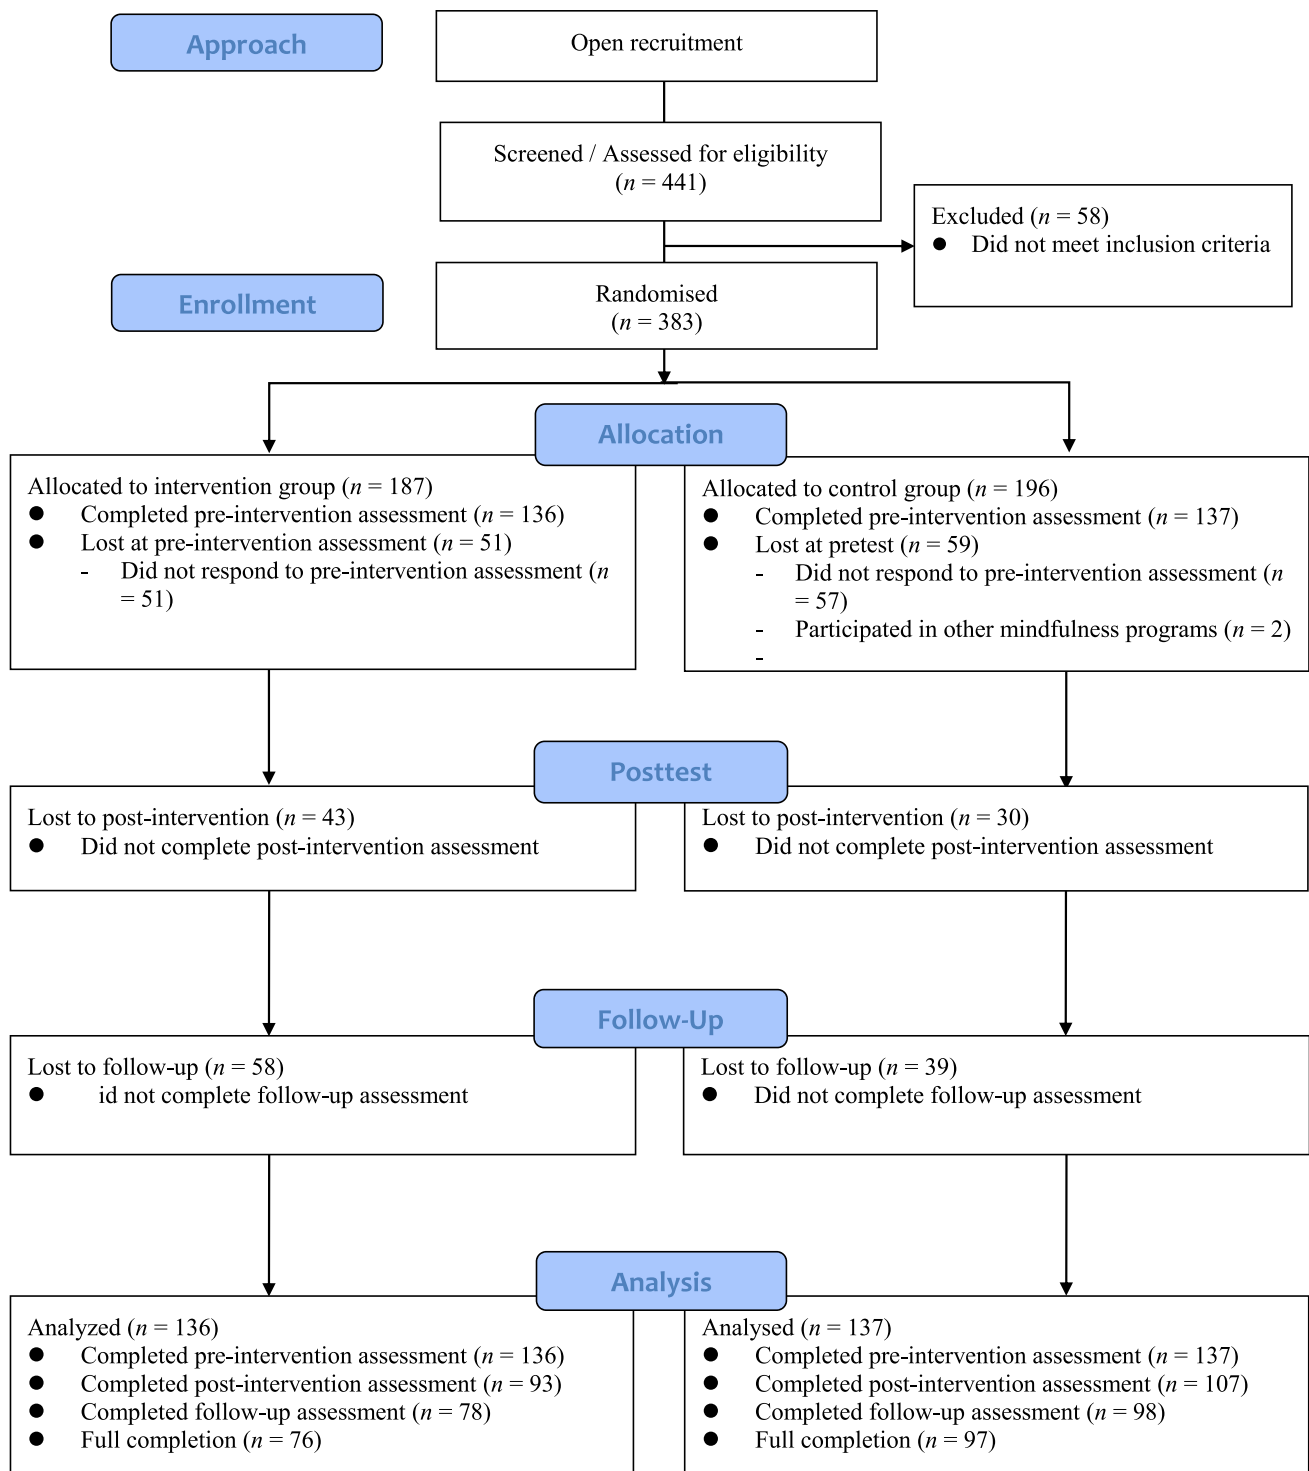 Approach
Open recruitment
Screened / Assessed for eligibility
(n = 441)
Excluded (n = 58)
● Did not meet inclusion criteria
Enrollment
Randomised
(n = 383)
Allocation
Allocated to intervention group (n = 187)
● Completed pre-intervention assessment (n = 136)
● Lost at pre-intervention assessment (n = 51)
- Did not respond to pre-intervention assessment (n
= 51)
Allocated to control group (n = 196)
● Completed pre-intervention assessment (n = 137)
● Lost at pretest (n = 59)
- Did not respond to pre-intervention assessment (n
= 57)
- Participated in other mindfulness programs (n = 2)
-
Posttest
Lost to post-intervention (n = 43)
● Did not complete post-intervention assessment
Lost to post-intervention (n = 30)
● Did not complete post-intervention assessment
Follow-Up
Lost to follow-up (n = 58)
● id not complete follow-up assessment
Lost to follow-up (n = 39)
● Did not complete follow-up assessment
Analysis
Analyzed (n = 136)
● Completed pre-intervention assessment (n = 136)
● Completed post-intervention assessment (n = 93)
● Completed follow-up assessment (n = 78)
● Full completion (n = 76)
Analysed (n = 137)
● Completed pre-intervention assessment (n = 137)
● Completed post-intervention assessment (n = 107)
● Completed follow-up assessment (n = 98)
● Full completion (n = 97)